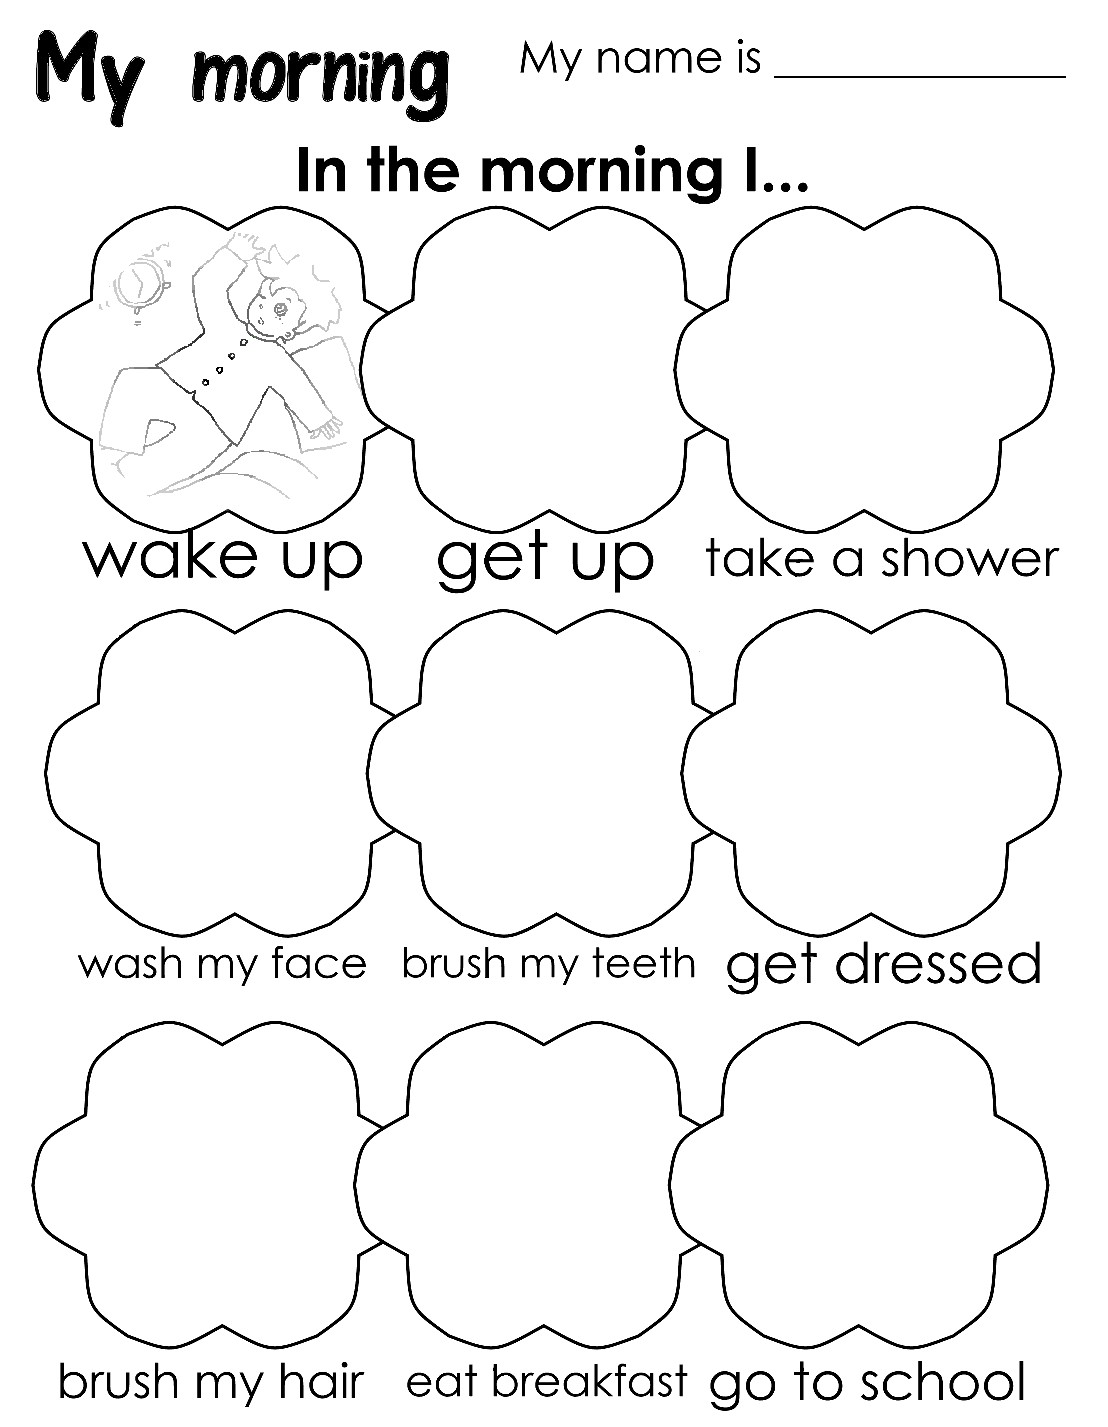 My morning
My name is
In the morning I...
wake up
get up
take a shower
wash my face
brush my teeth
get dressed
brush my hair
eat breakfast
go to school